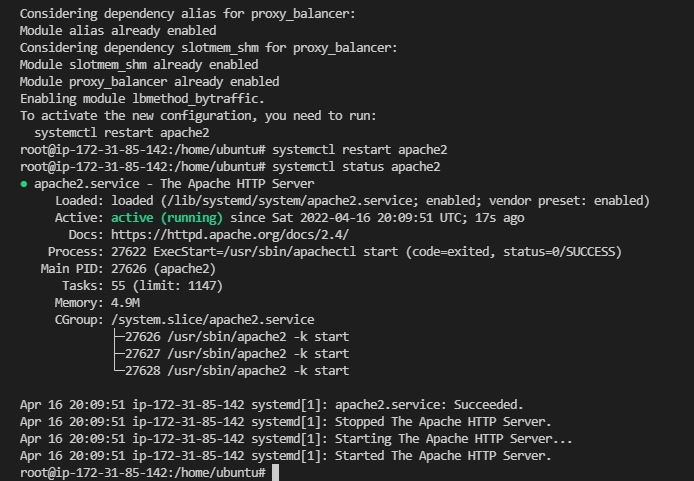 Considering dependency alias for proxy_balancer:
Module alias already enabled
Considering dependency slotmem_shm for proxy_balancer:
Module slotmem_shm already enabled
Module proxy_balancer already enabled
Enabling module lbmethod_bytraffic.
To activate the new configuration, you need to run:
  systemctl restart apache2
root@ip-172-31-85-142:/home/ubuntu# systemctl restart apache2
root@ip-172-31-85-142:/home/ubuntu# systemctl status apache2
● apache2.service - The Apache HTTP Server
     Loaded: loaded (/lib/systemd/system/apache2.service; enabled; vendor preset: enabled)
     Active: active (running) since Sat 2022-04-16 20:09:51 UTC; 17s ago
       Docs: https://httpd.apache.org/docs/2.4/
    Process: 27622 ExecStart=/usr/sbin/apachectl start (code=exited, status=0/SUCCESS)
   Main PID: 27626 (apache2)
      Tasks: 55 (limit: 1147)
     Memory: 4.9M
     CGroup: /system.slice/apache2.service
             ├─27626 /usr/sbin/apache2 -k start
             ├─27627 /usr/sbin/apache2 -k start
             └─27628 /usr/sbin/apache2 -k start

Apr 16 20:09:51 ip-172-31-85-142 systemd[1]: apache2.service: Succeeded.
Apr 16 20:09:51 ip-172-31-85-142 systemd[1]: Stopped The Apache HTTP Server.
Apr 16 20:09:51 ip-172-31-85-142 systemd[1]: Starting The Apache HTTP Server...
Apr 16 20:09:51 ip-172-31-85-142 systemd[1]: Started The Apache HTTP Server.
root@ip-172-31-85-142:/home/ubuntu#